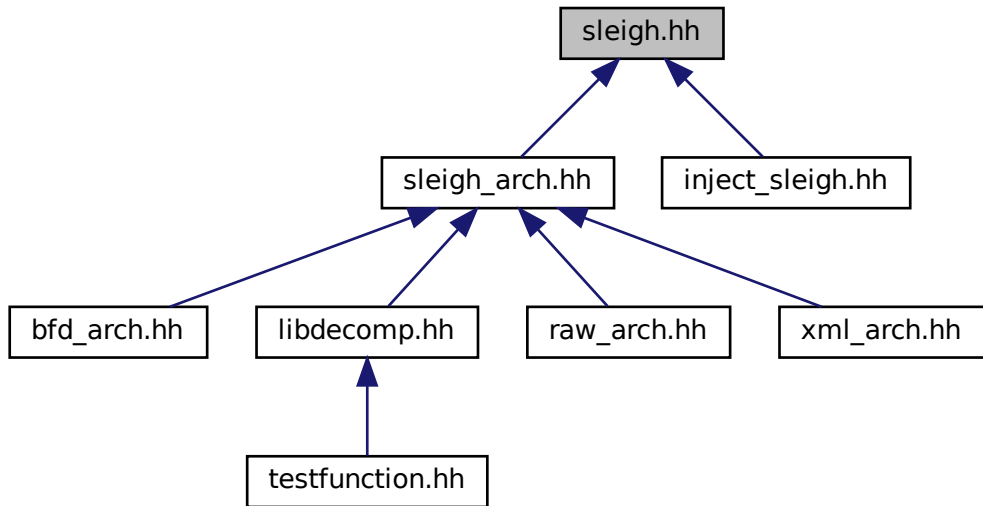 sleigh.hh
sleigh_arch.hh
inject_sleigh.hh
bfd_arch.hh
libdecomp.hh
raw_arch.hh
xml_arch.hh
testfunction.hh